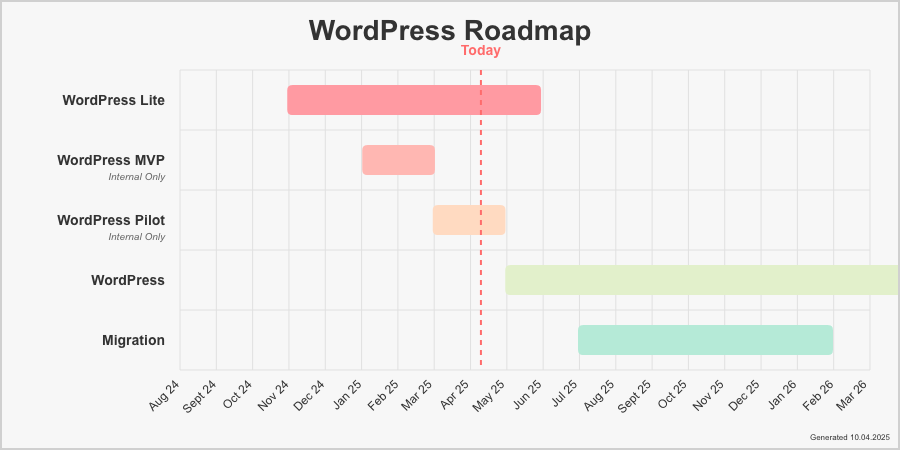 WordPress Roadmap
Today
WordPress Lite
WordPress MVP
Internal Only
WordPress Pilot
Internal Only
WordPress
Migration
Aug 24
Sept 24
Oct 24
Nov 24
Dec 24
Jan 25
Feb 25
Mar 25
Apr 25
May 25
Jun 25
Jul 25
Aug 25
Sept 25
Oct 25
Nov 25
Dec 25
Jan 26
Feb 26
Mar 26
Generated 10.04.2025